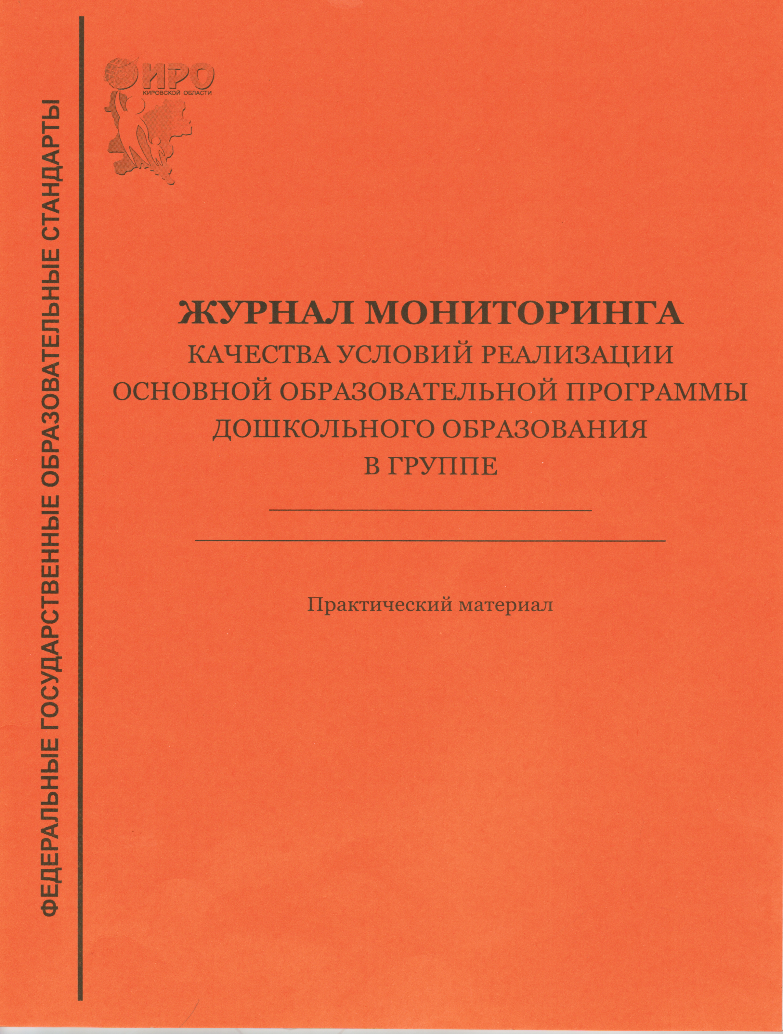 ФЕДЕРАЛЬНЫЕ ГОСУДАРСТВЕННЫЕ ОБРАЗОВАТЕЛЬНЫЕ СТАНДАРТЫ
ИРО
КИРОВСКОЙ ОБЛАСТИ
ЖУРНАЛ МОНИТОРИНГА
КАЧЕСТВА УСЛОВИЙ РЕАЛИЗАЦИИ
ОСНОВНОЙ ОБРАЗОВАТЕЛЬНОЙ ПРОГРАММЫ
ДОШКОЛЬНОГО ОБРАЗОВАНИЯ
В ГРУППЕ
Практический материал